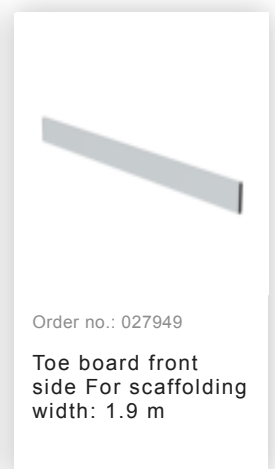 Order no.: 027949
Toe board front
side For scaffolding
width: 1.9 m